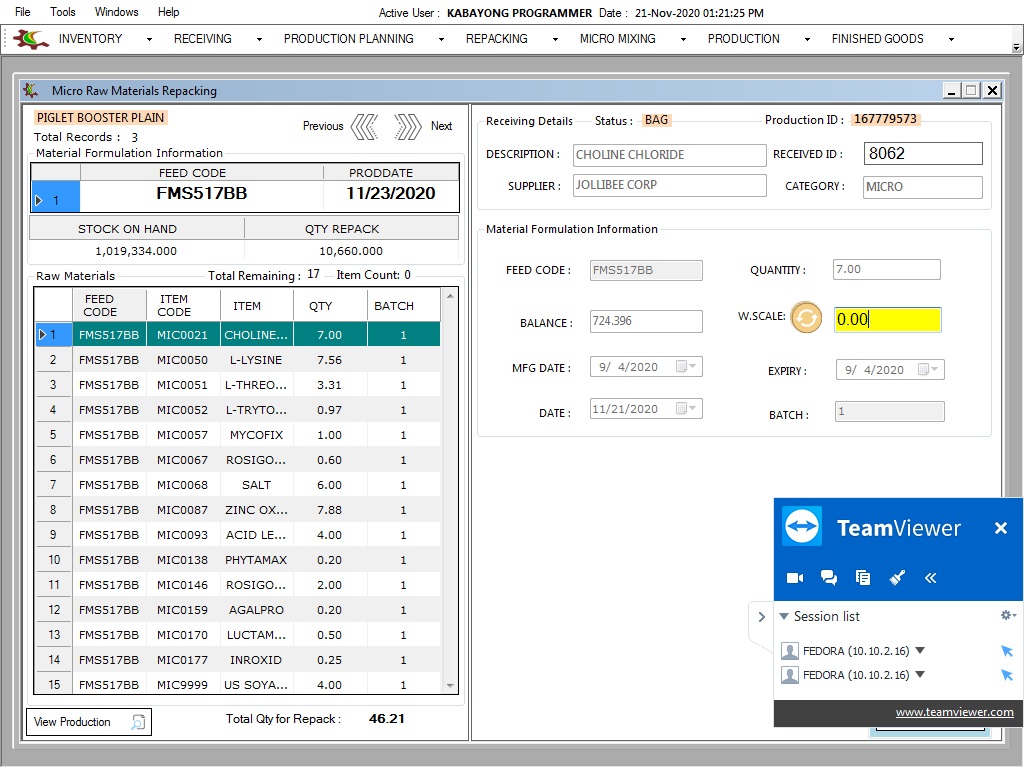 File Tools Windows Help Active User : KABAYONG PROGRAMMER Date : 21-Nov-2020 01:21:25 PM
INVENTORY RECEIVING PRODUCTION PLANNING REPACKING MICRO MIXING PRODUCTION FINISHED GOODS
Micro Raw Materials Repacking
PIGLET BOOSTER PLAIN
Total Records : 3
Previous Next
Material Formulation Information
FEED CODE PRODDATE
1 FMS517BB 11/23/2020
STOCK ON HAND QTY REPACK
1,019,334.000 10,660.000
Raw Materials Total Remaining : 17 Item Count: 0
FEED CODE ITEM CODE ITEM QTY BATCH
1 FMS517BB MIC0021 CHOLINE... 7.00 1
2 FMS517BB MIC0050 L-LYSINE 7.56 1
3 FMS517BB MIC0051 L-THREO... 3.31 1
4 FMS517BB MIC0052 L-TRYTO... 0.97 1
5 FMS517BB MIC0057 MYCOFIX 1.00 1
6 FMS517BB MIC0067 ROSIGO... 0.60 1
7 FMS517BB MIC0068 SALT 6.00 1
8 FMS517BB MIC0087 ZINC OX... 7.88 1
9 FMS517BB MIC0093 ACID LE... 4.00 1
10 FMS517BB MIC0138 PHYTAMAX 0.20 1
11 FMS517BB MIC0146 ROSIGO... 2.00 1
12 FMS517BB MIC0159 AGALPRO 0.20 1
13 FMS517BB MIC0170 LUCTAM... 0.50 1
14 FMS517BB MIC0177 INROXID 0.25 1
15 FMS517BB MIC9999 US SOYA... 4.00 1
View Production Total Qty for Repack : 46.21
Receiving Details Status : BAG Production ID : 167779573
DESCRIPTION : CHOLINE CHLORIDE RECEIVED ID : 8062
SUPPLIER : JOLLIBEE CORP CATEGORY : MICRO
Material Formulation Information
FEED CODE : FMS517BB QUANTITY : 7.00
BALANCE : 724.396 W.SCALE: 0.00
MFG DATE : 9/ 4/2020 EXPIRY : 9/ 4/2020
DATE : 11/21/2020 BATCH : 1
TeamViewer
Session list
FEDORA (10.10.2.16)
FEDORA (10.10.2.16)
www.teamviewer.com